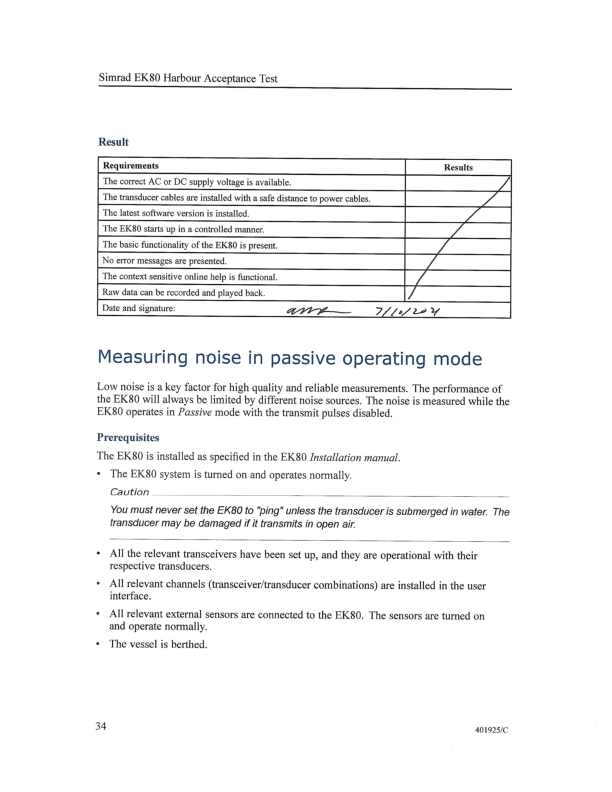 Simrad EK80 Harbour Acceptance Test
Result
Requirements Results
The correct AC or DC supply voltage is available.
The transducer cables are installed with a safe distance to power cables.
The latest software version is installed.
The EK80 starts up in a controlled manner.
The basic functionality of the EK80 is present.
No error messages are presented.
The context sensitive online help is functional.
Raw data can be recorded and played back.
Date and signature: 7/10/2021
Measuring noise in passive operating mode
Low noise is a key factor for high quality and reliable measurements. The performance of
the EK80 will always be limited by different noise sources. The noise is measured while the
EK80 operates in Passive mode with the transmit pulses disabled.
Prerequisites
The EK80 is installed as specified in the EK80 Installation manual.
• The EK80 system is turned on and operates normally.
Caution
You must never set the EK80 to "ping" unless the transducer is submerged in water. The
transducer may be damaged if it transmits in open air.
• All the relevant transceivers have been set up, and they are operational with their
respective transducers.
• All relevant channels (transceiver/transducer combinations) are installed in the user
interface.
• All relevant external sensors are connected to the EK80. The sensors are turned on
and operate normally.
• The vessel is berthed.
34
401925/C